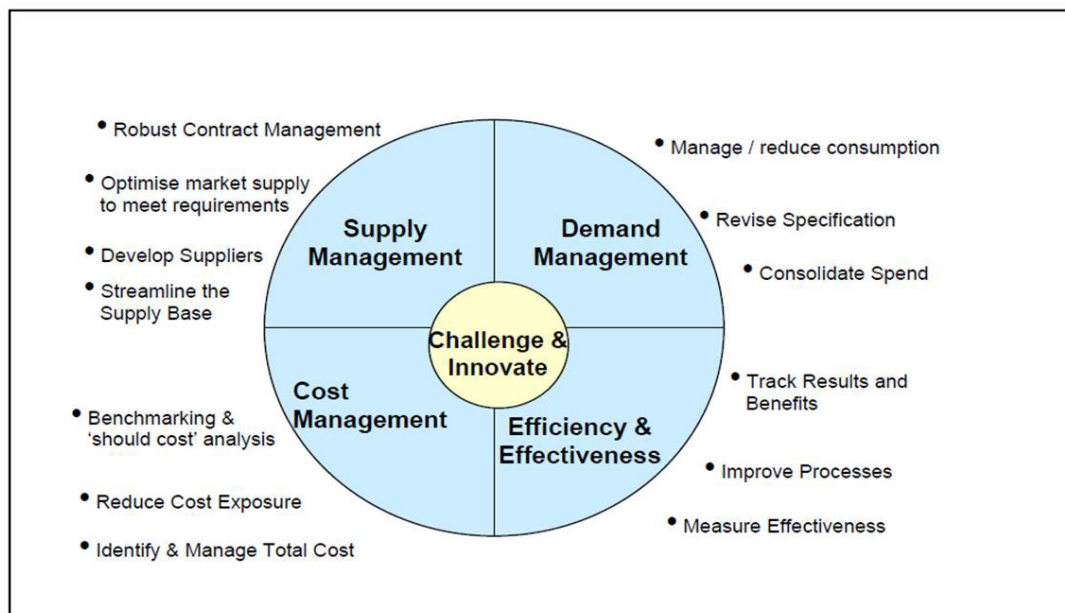 • Robust Contract Management
• Optimise market supply
to meet requirements
• Develop Suppliers
• Streamline the
Supply Base
Supply
Management
Demand
Management
• Manage / reduce consumption
• Revise Specification
• Consolidate Spend
Challenge &
Innovate
Cost
Management
• Benchmarking &
‘should cost’ analysis
• Reduce Cost Exposure
• Identify & Manage Total Cost
Efficiency &
Effectiveness
• Track Results and
Benefits
• Improve Processes
• Measure Effectiveness